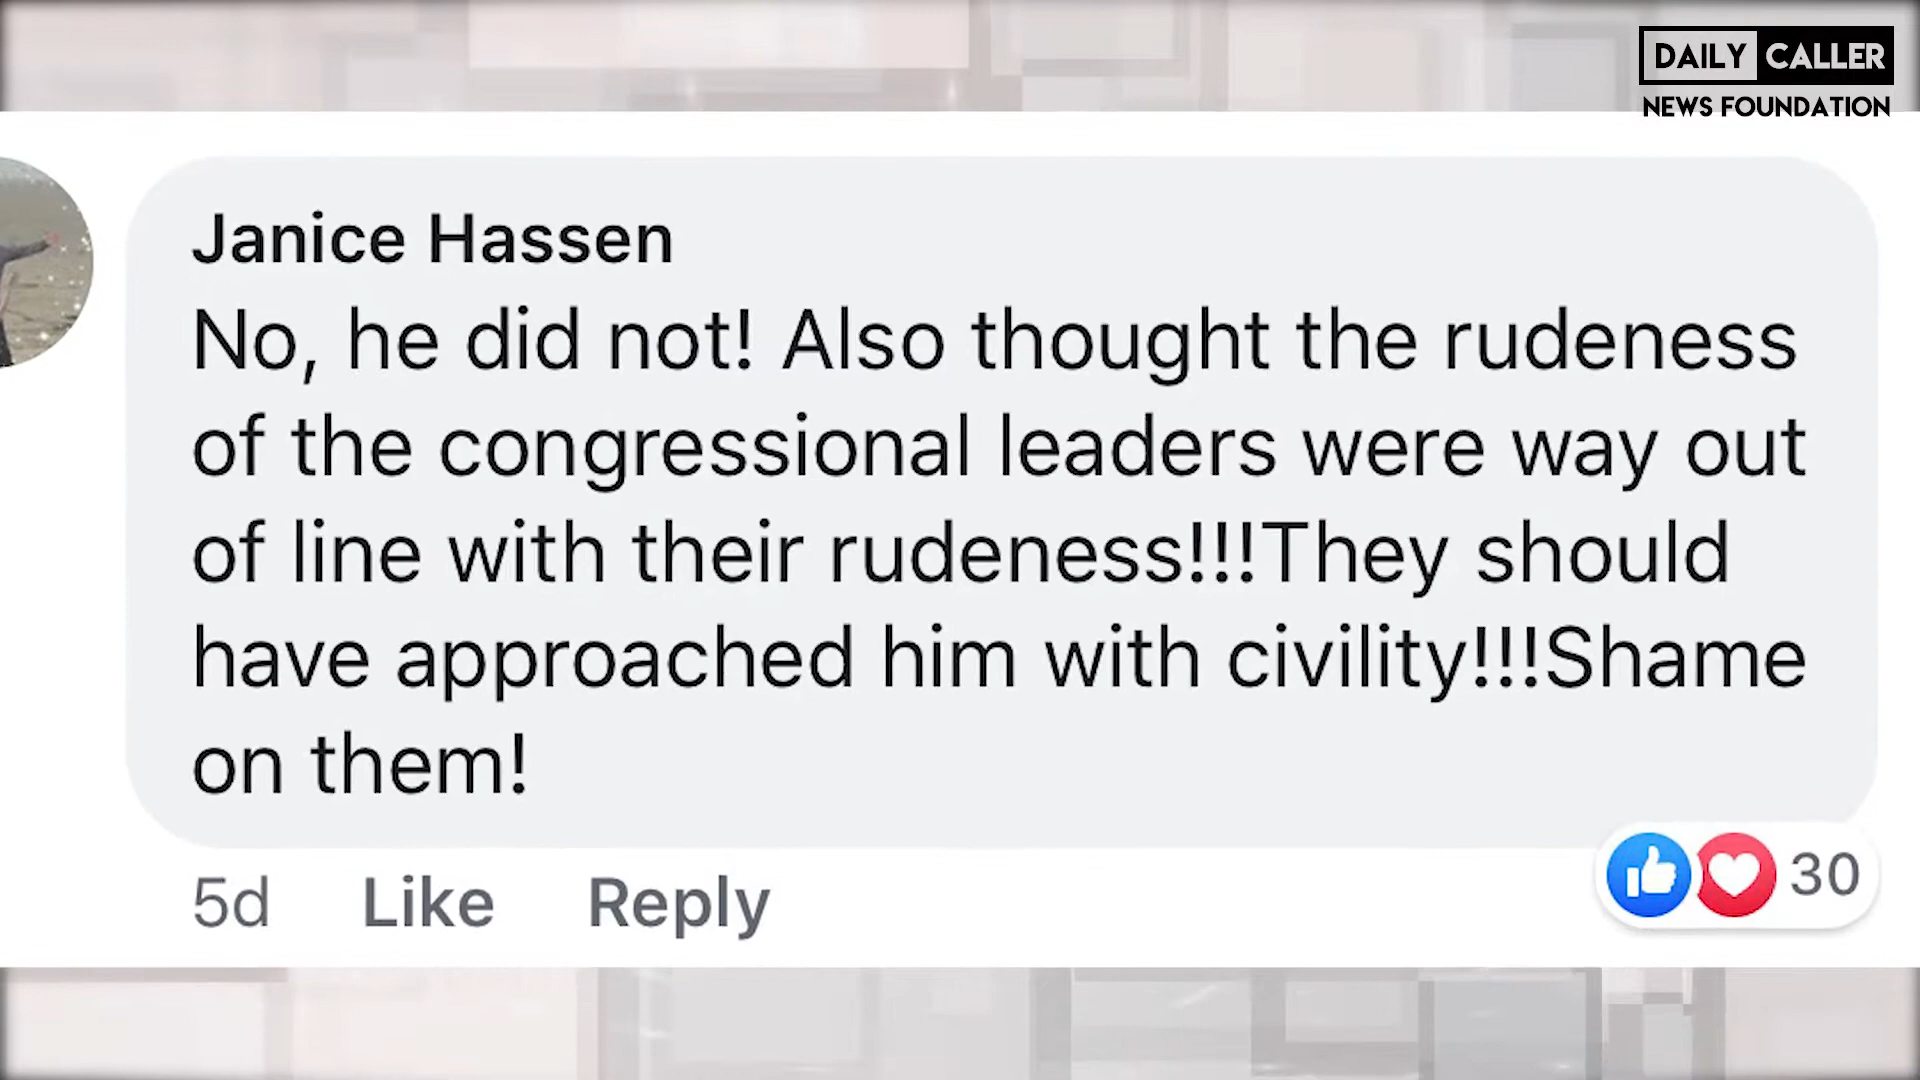 DAILY CALLER
NEWS FOUNDATION
Janice Hassen
No, he did not! Also thought the rudeness
of the congressional leaders were way out
of line with their rudeness!!!They should
have approached him with civility!!!Shame
on them!
5d Like Reply 30